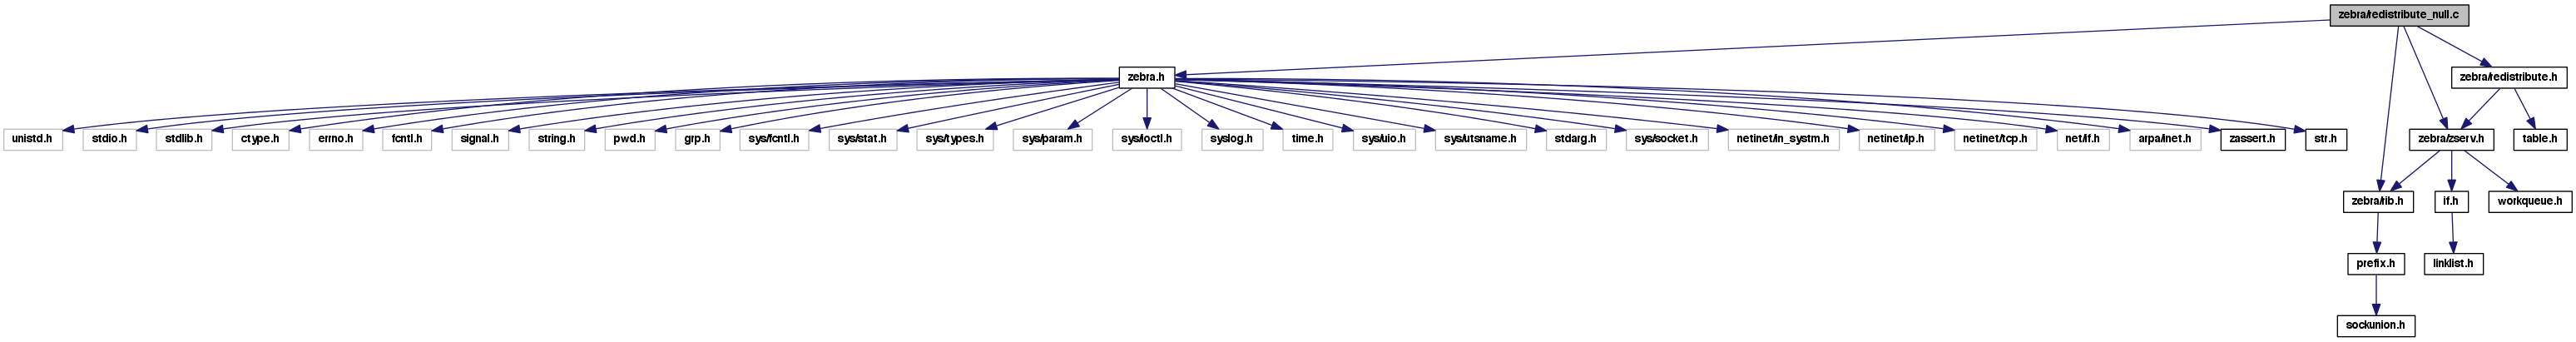 zebra/redistribute_null.c
zebra.h
zebra/redistribute.h
unistd.h
stdio.h
stdlib.h
ctype.h
errno.h
fcntl.h
signal.h
string.h
pwd.h
grp.h
sys/fcntl.h
sys/stat.h
sys/types.h
sys/param.h
sys/ioctl.h
syslog.h
time.h
sys/uio.h
sys/utsname.h
stdarg.h
sys/socket.h
netinet/in_systm.h
netinet/ip.h
netinet/tcp.h
net/if.h
arpa/inet.h
zassert.h
str.h
zebra/zserv.h
table.h
zebra/rib.h
if.h
workqueue.h
prefix.h
linklist.h
sockunion.h